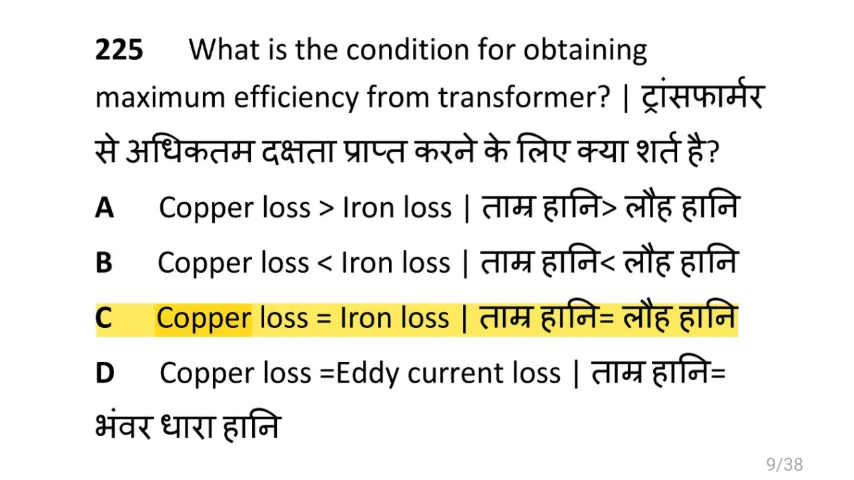 225 What is the condition for obtaining
maximum efficiency from transformer? | ट्रांसफार्मर
से अधिकतम दक्षता प्राप्त करने के लिए क्या शर्त है?
A Copper loss > Iron loss | ताम्र हानि> लौह हानि
B Copper loss < Iron loss | ताम्र हानि< लौह हानि
C Copper loss = Iron loss | ताम्र हानि= लौह हानि
D Copper loss =Eddy current loss | ताम्र हानि=
भंवर धारा हानि
9/38